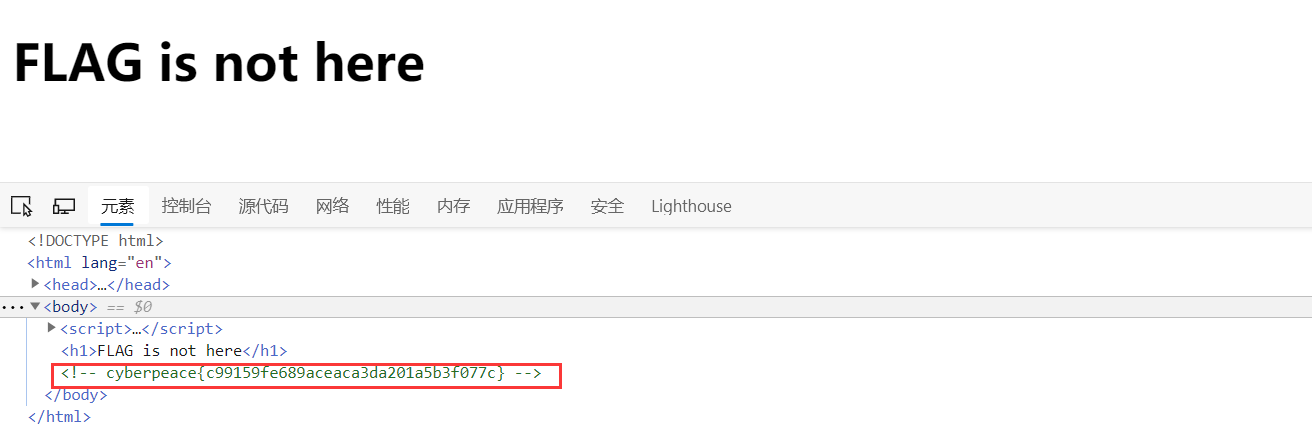 FLAG is not here
元素 控制台 源代码 网络 性能 内存 应用程序 安全 Lighthouse
<!DOCTYPE html>
<html lang="en">
<head>…</head>
<body> == $0
<script>…</script>
<h1>FLAG is not here</h1>
<!-- cyberpeace{c99159fe689aceaca3da201a5b3f077c} -->
</body>
</html>